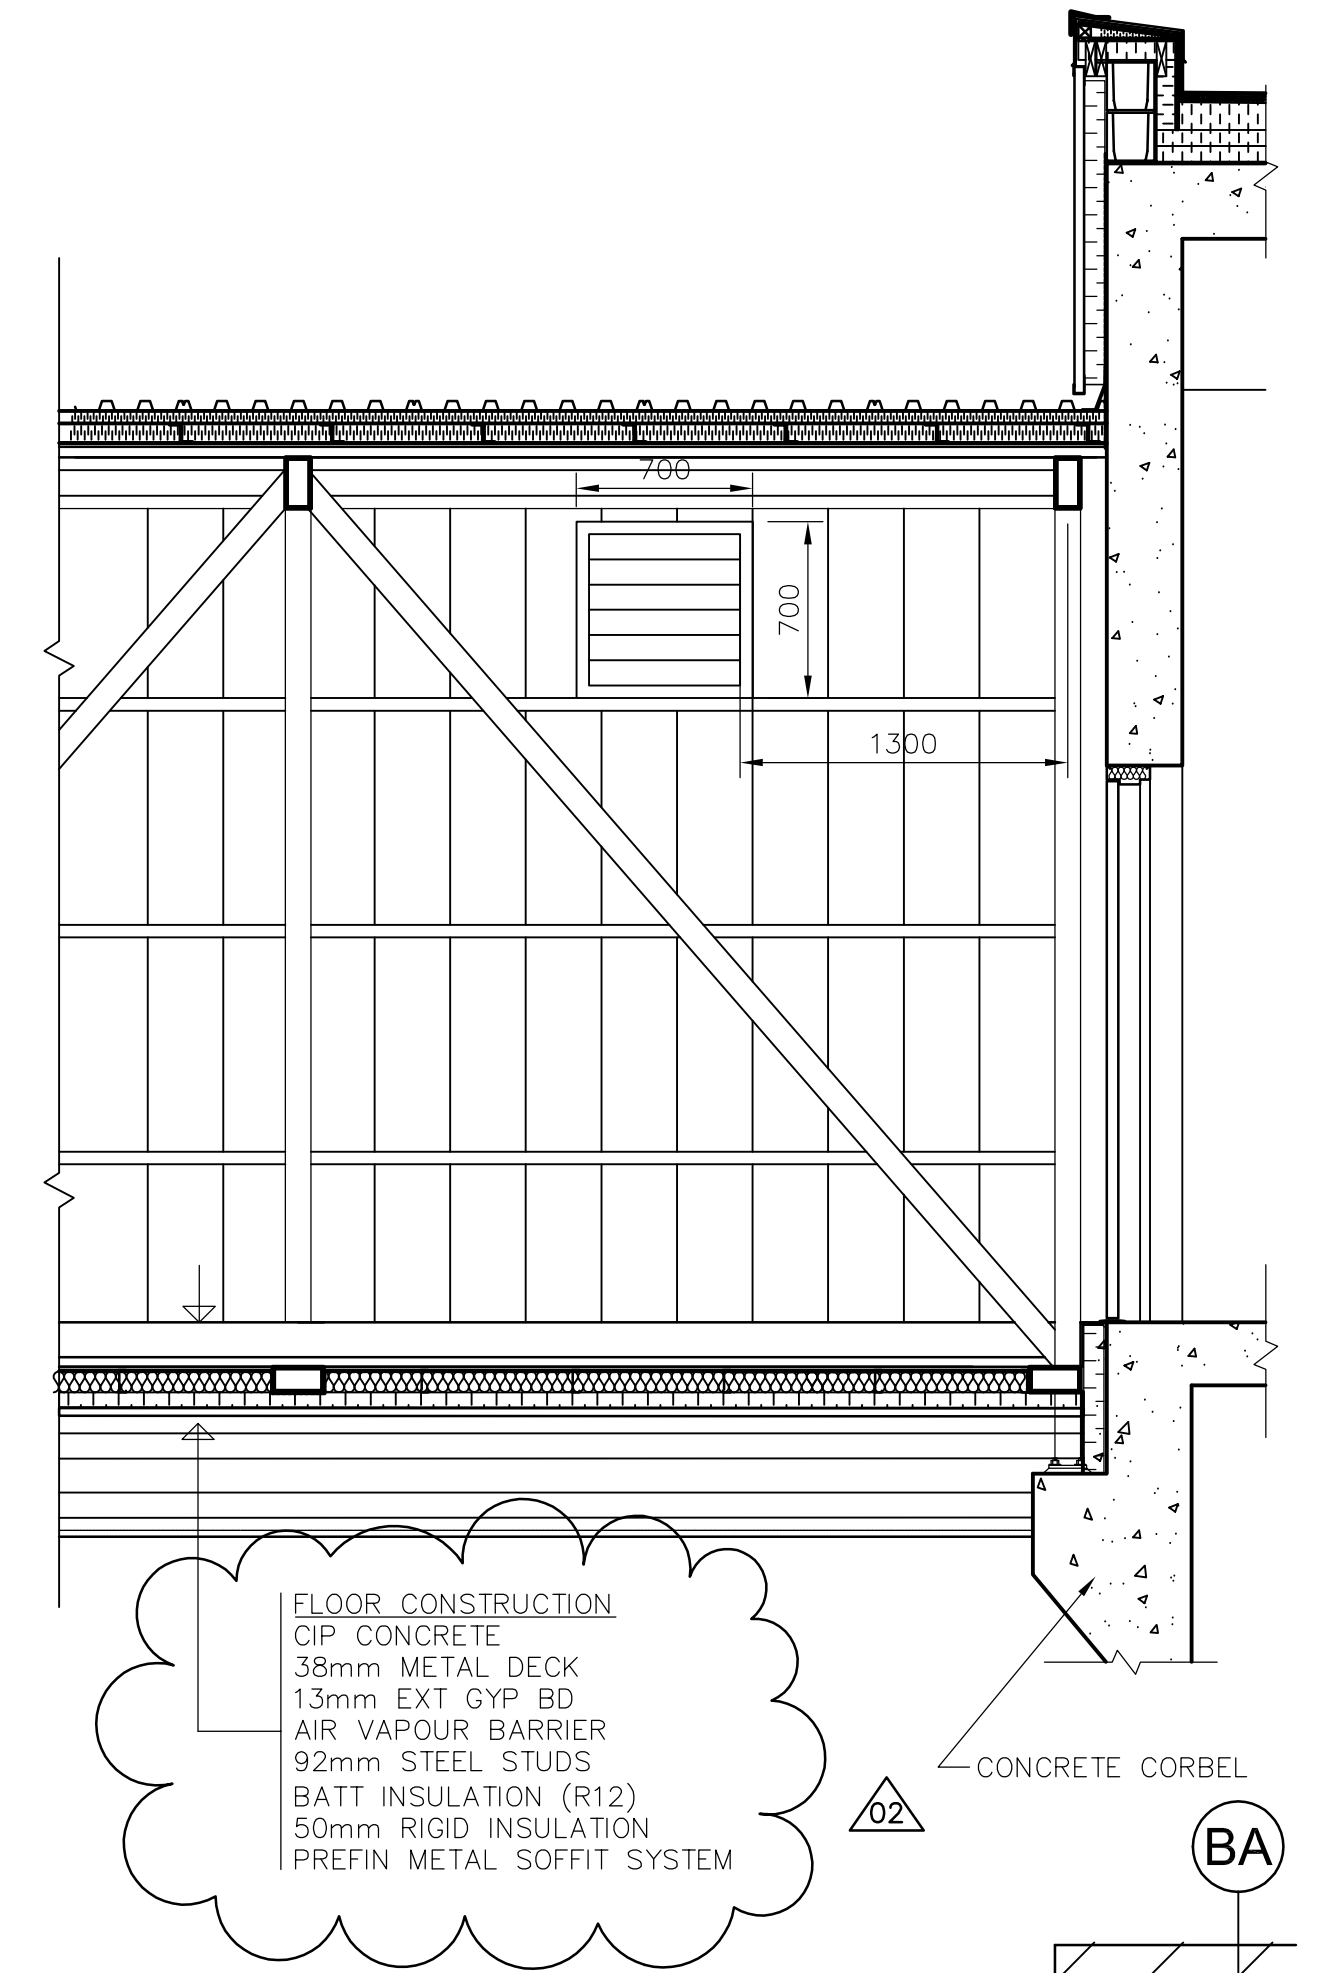 700
700
1300
FLOOR CONSTRUCTION
CIP CONCRETE
38mm METAL DECK
13mm EXT GYP BD
AIR VAPOUR BARRIER
92mm STEEL STUDS
BATT INSULATION (R12)
50mm RIGID INSULATION
PREFIN METAL SOFFIT SYSTEM
CONCRETE CORBEL
02
BA